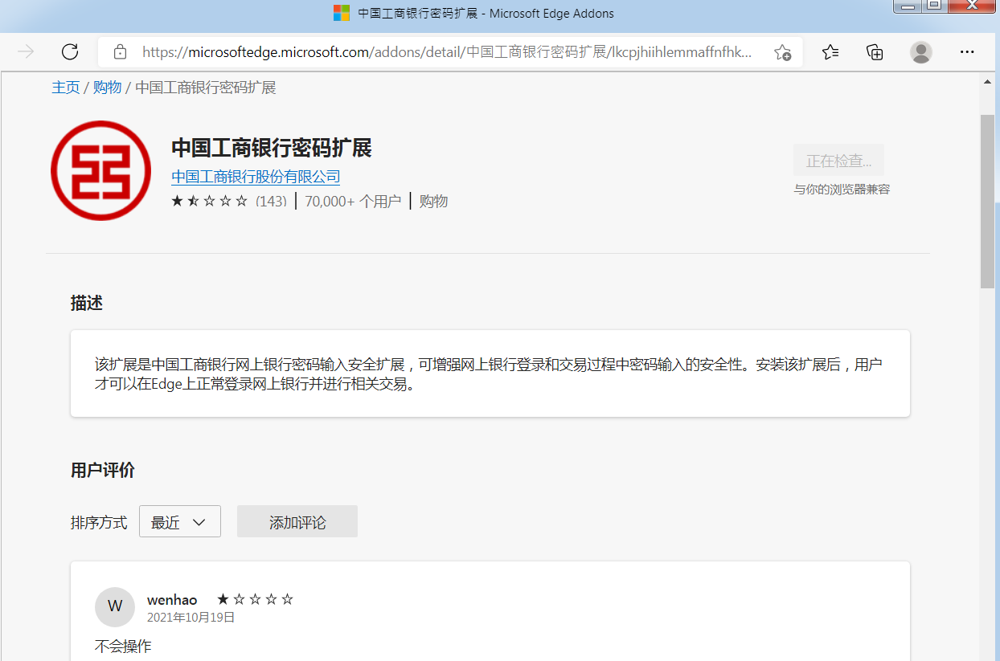 中国工商银行密码扩展 - Microsoft Edge Addons
https://microsoftedge.microsoft.com/addons/detail/中国工商银行密码扩展/lkcpjhiihlemmaffnfhk...
主页 / 购物 / 中国工商银行密码扩展
中国工商银行密码扩展
中国工商银行股份有限公司
(143) | 70,000+ 个用户 | 购物
正在检查...
与你的浏览器兼容
描述
该扩展是中国工商银行网上银行密码输入安全扩展，可增强网上银行登录和交易过程中密码输入的安全性。安装该扩展后，用户
才可以在Edge上正常登录网上银行并进行相关交易。
用户评价
排序方式 最近 添加评论
W
wenhao
2021年10月19日
不会操作